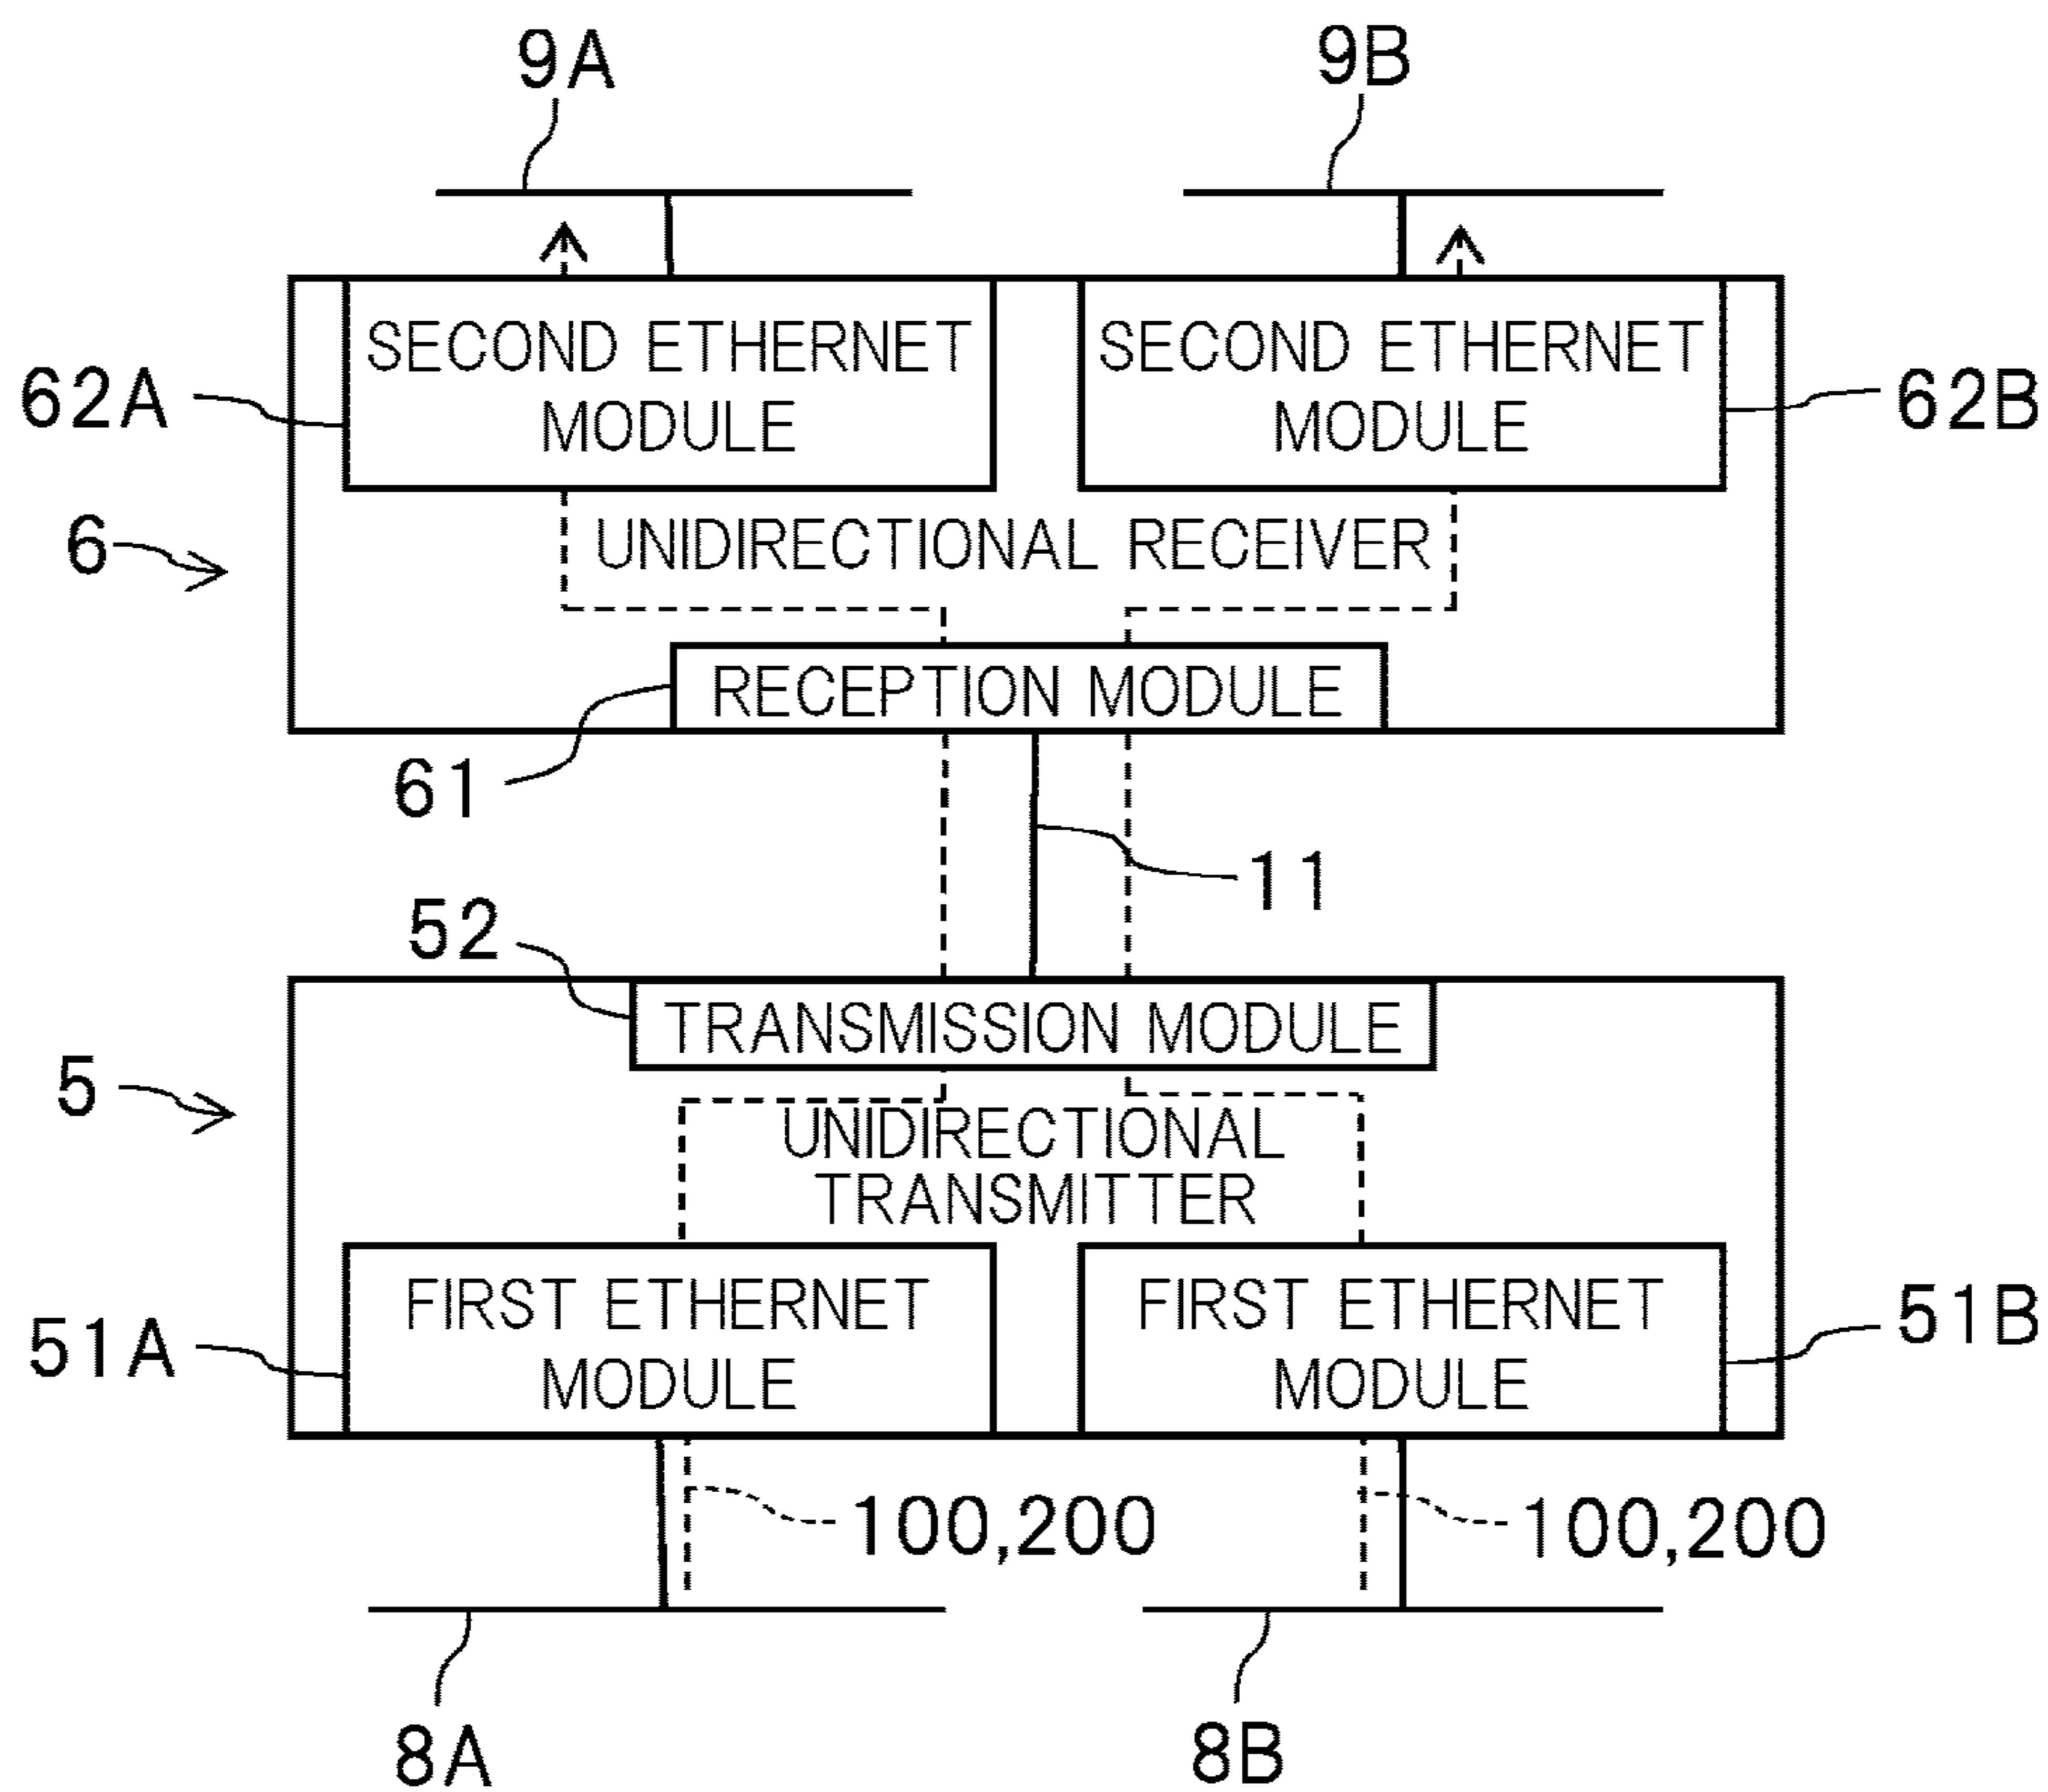 9A
9B
SECOND ETHERNET
MODULE
SECOND ETHERNET
MODULE
62A
62B
6
UNIDIRECTIONAL RECEIVER
RECEPTION MODULE
61
11
52
TRANSMISSION MODULE
5
UNIDIRECTIONAL
TRANSMITTER
FIRST ETHERNET
MODULE
FIRST ETHERNET
MODULE
51A
51B
100,200
100,200
8A
8B